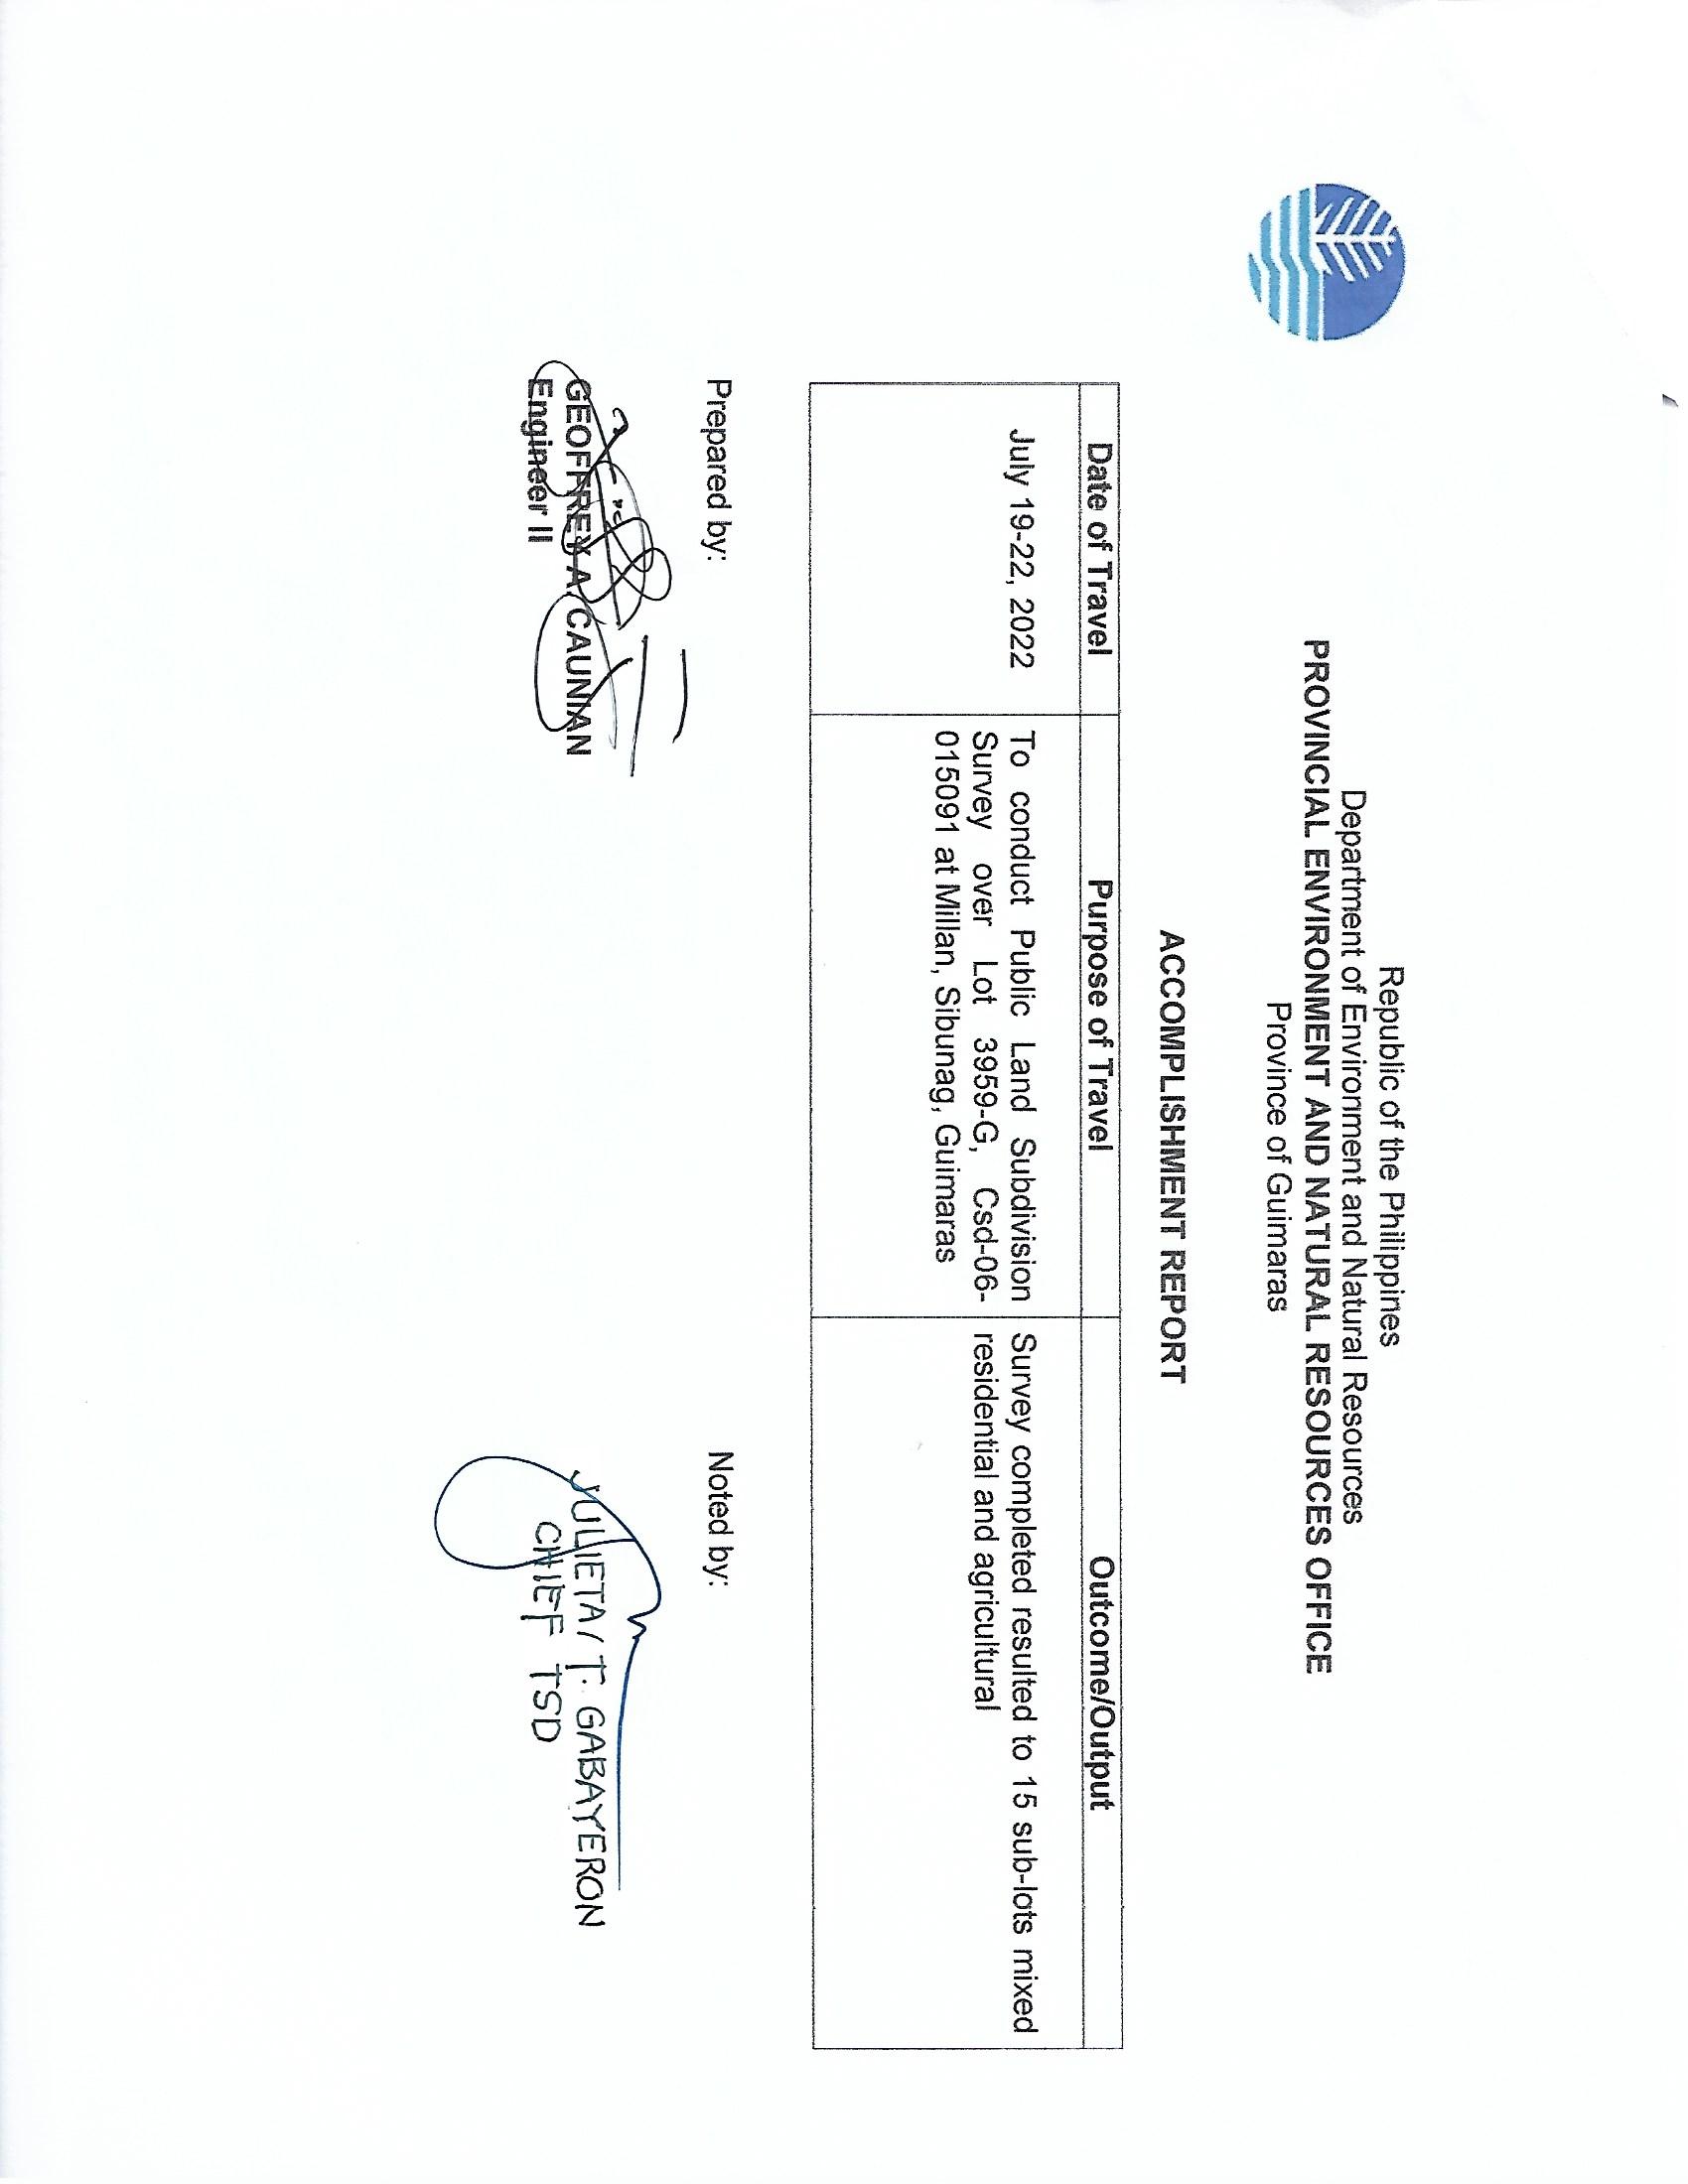 Republic of the Philippines
Department of Environment and Natural Resources
PROVINCIAL ENVIRONMENT AND NATURAL RESOURCES OFFICE
Province of Guimaras
ACCOMPLISHMENT REPORT
Date of Travel
Purpose of Travel
Outcome/Output
July 19-22, 2022
To conduct Public Land Subdivision
Survey over Lot 3959-G, Csd-06-
015091 at Millan, Sibunag, Guimaras
Survey completed resulted to 15 sub-lots mixed
residential and agricultural
Prepared by:
GEOFFREY A. CAUNIAN
Engineer II
Noted by:
JULIETA T. GABAYERON
CHIEF TSD